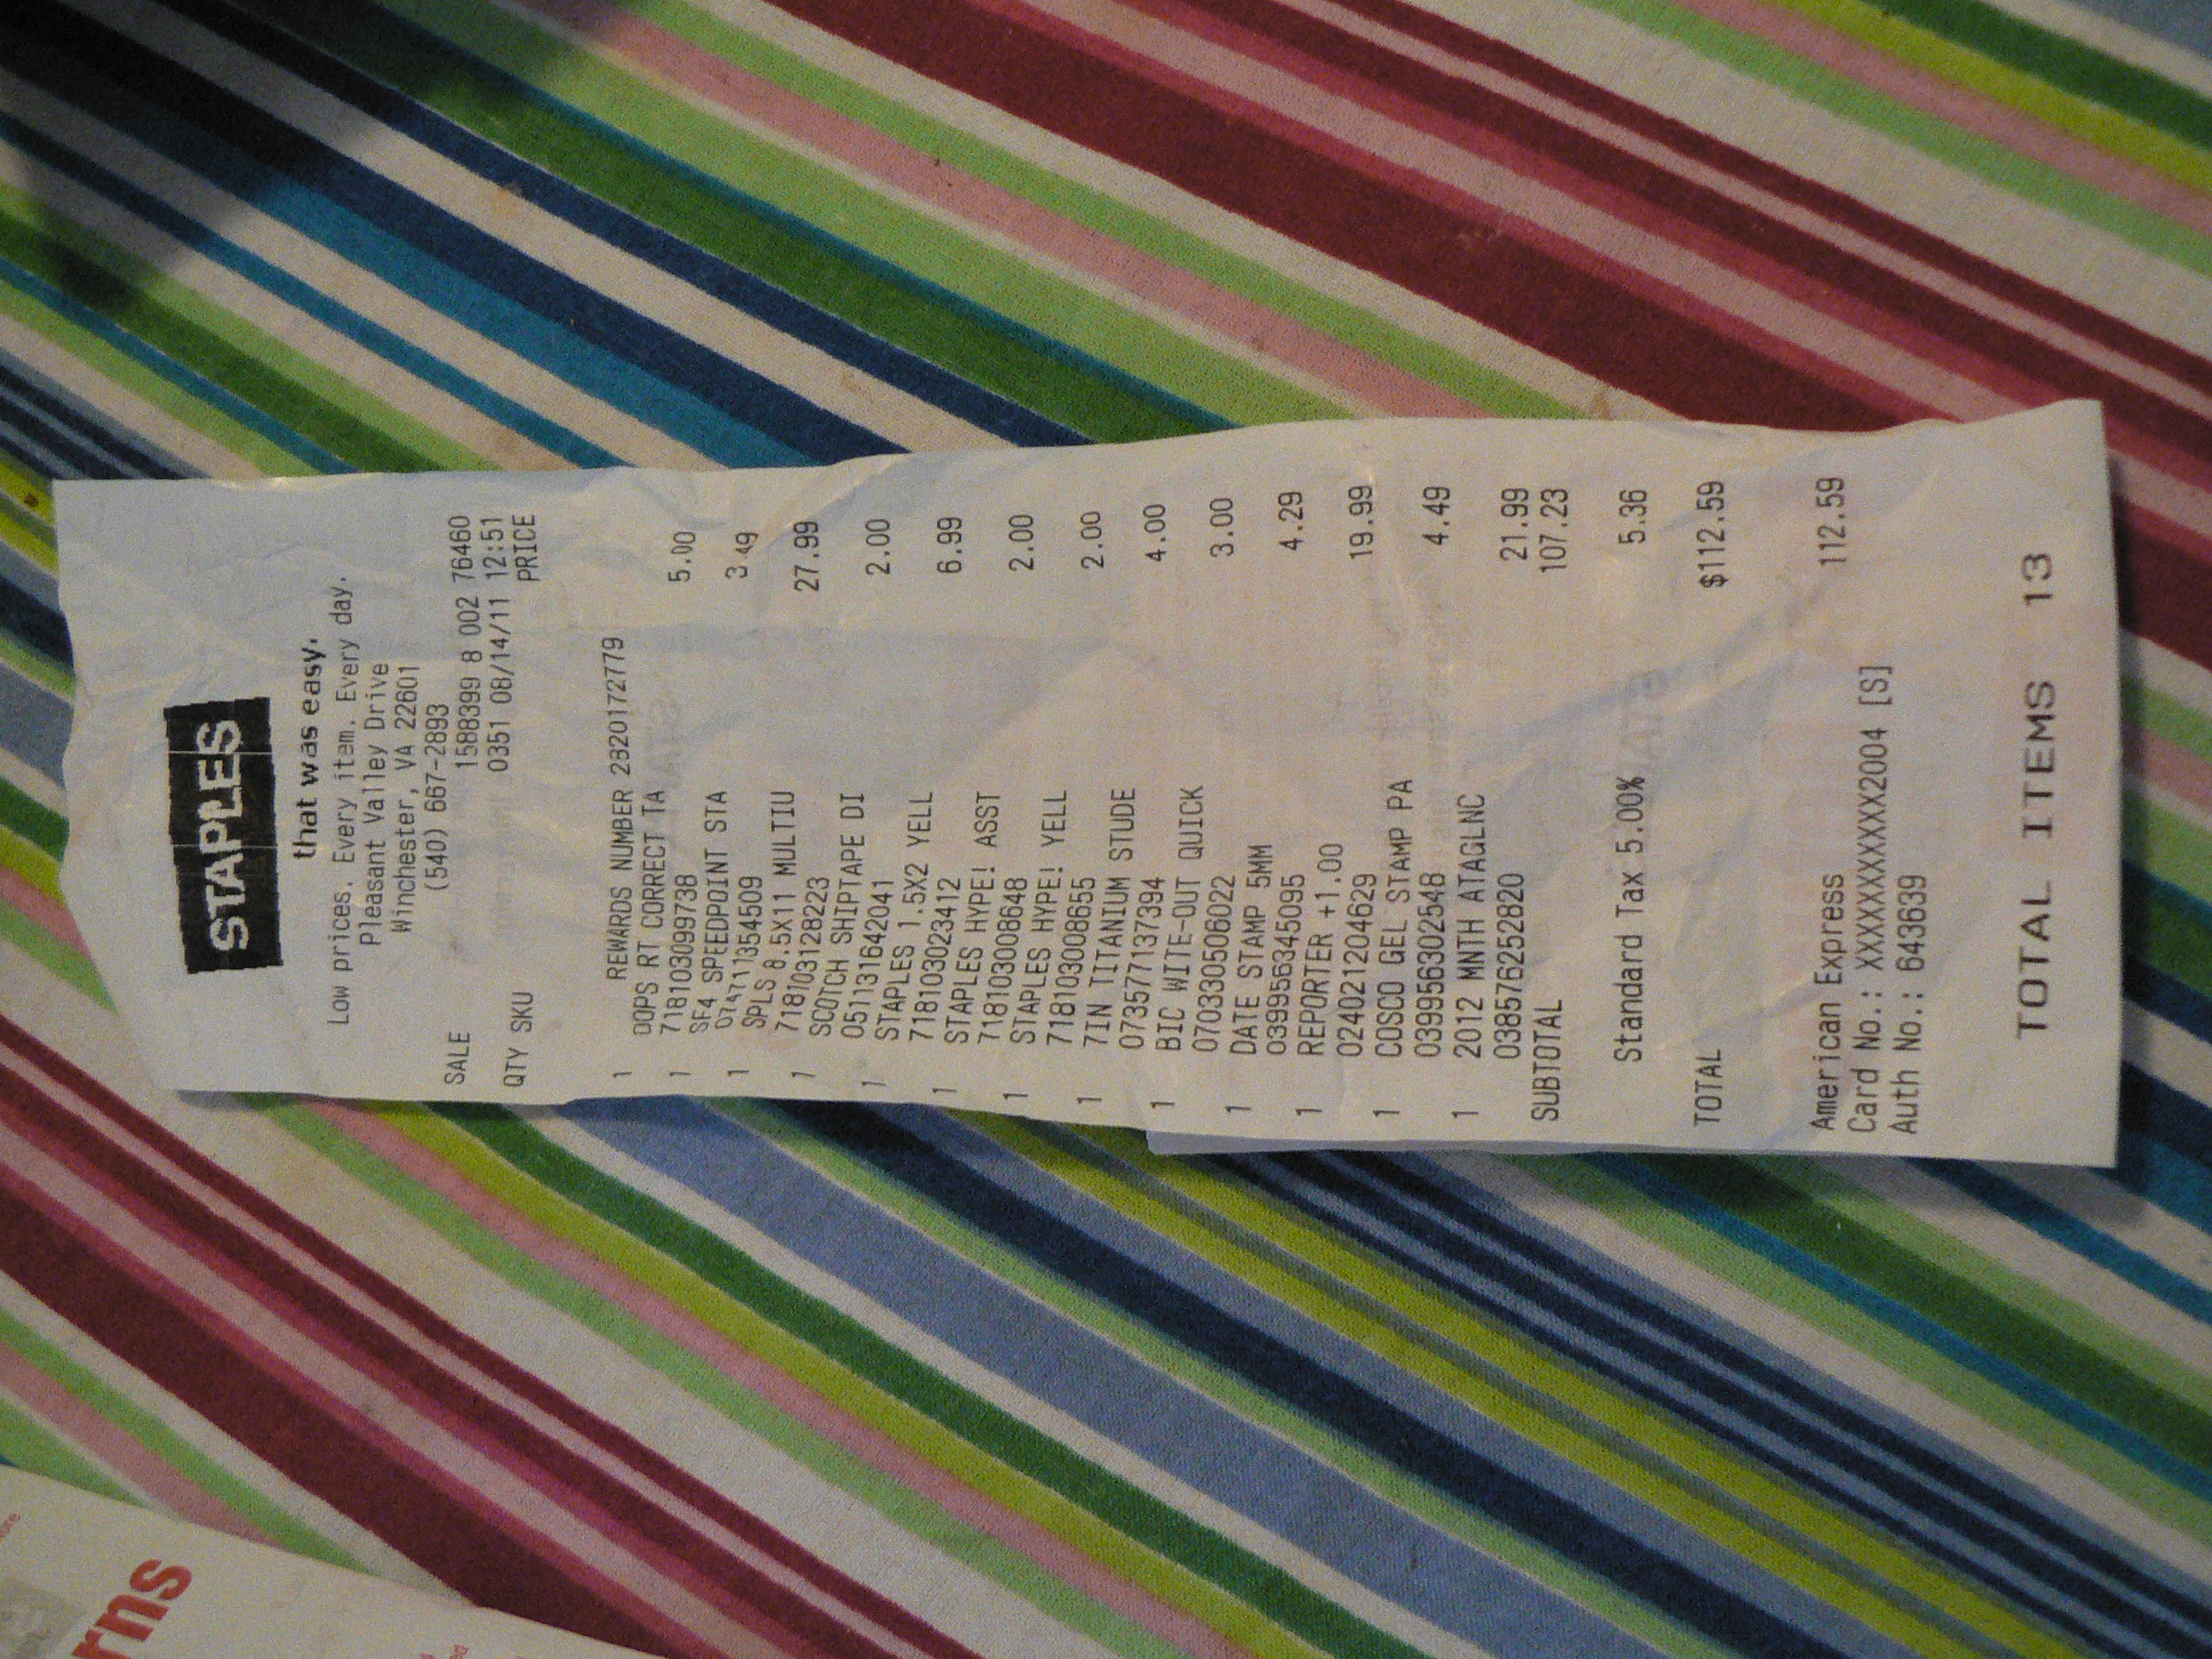 STAPLES
that was easy.
Low prices. Every item. Every day.
Pleasant Valley Drive
Winchester, VA 22601
(540) 667-2893
SALE 1588399 8 002 76460
0351 08/14/11 12:51
QTY SKU PRICE
REWARDS NUMBER 2820172779
1 OOPS RT CORRECT TA
718103099738 5.00
1 SF4 SPEEDPOINT STA
074711354509 3.49
1 SPLS 8.5X11 MULTIU
718103128223 27.99
1 SCOTCH SHIPTAPE DI
051131642041 2.00
1 STAPLES 1.5X2 YELL
718103023412 6.99
1 STAPLES HYPE! ASST
718103008648 2.00
1 STAPLES HYPE! YELL
718103008655 2.00
1 7IN TITANIUM STUDE
073577137394 4.00
1 BIC WITE-OUT QUICK
070330506022 3.00
1 DATE STAMP 5MM
039956345095 4.29
1 REPORTER +1.00
024021204629 19.99
1 COSCO GEL STAMP PA
039956302548 4.49
1 2012 MNTH ATAGLNC
038576252820 21.99
SUBTOTAL 107.23
Standard Tax 5.00% 5.36
TOTAL $112.59
American Express 112.59
Card No.: XXXXXXXXXXX2004 [S]
Auth No.: 643639
TOTAL ITEMS 13
rns